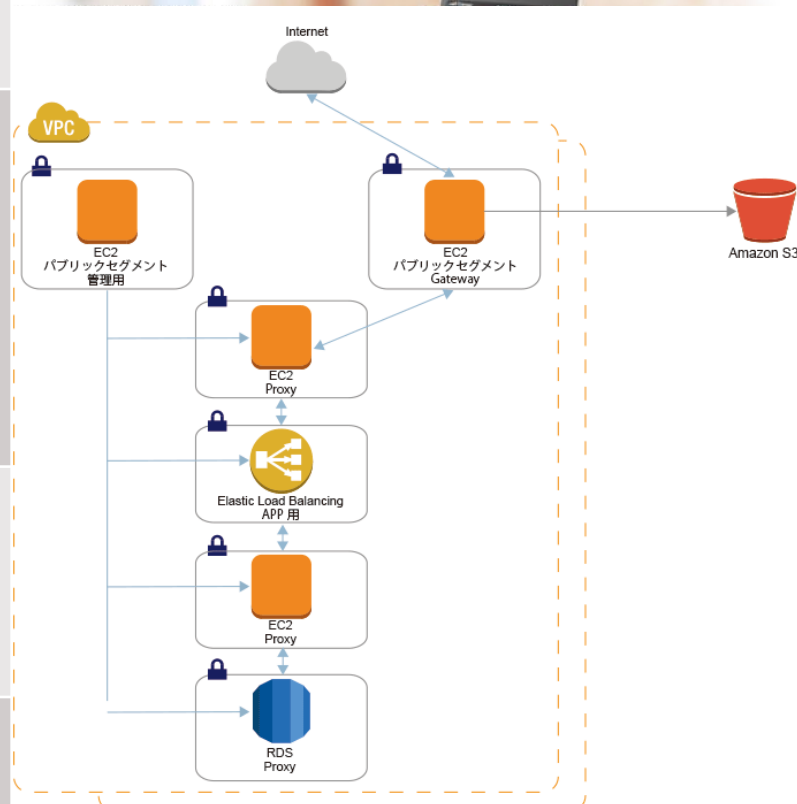 Internet
VPC
EC2
パブリックセグメント
管理用
EC2
パブリックセグメント
Gateway
Amazon S3
EC2
Proxy
Elastic Load Balancing
APP 用
EC2
Proxy
RDS
Proxy